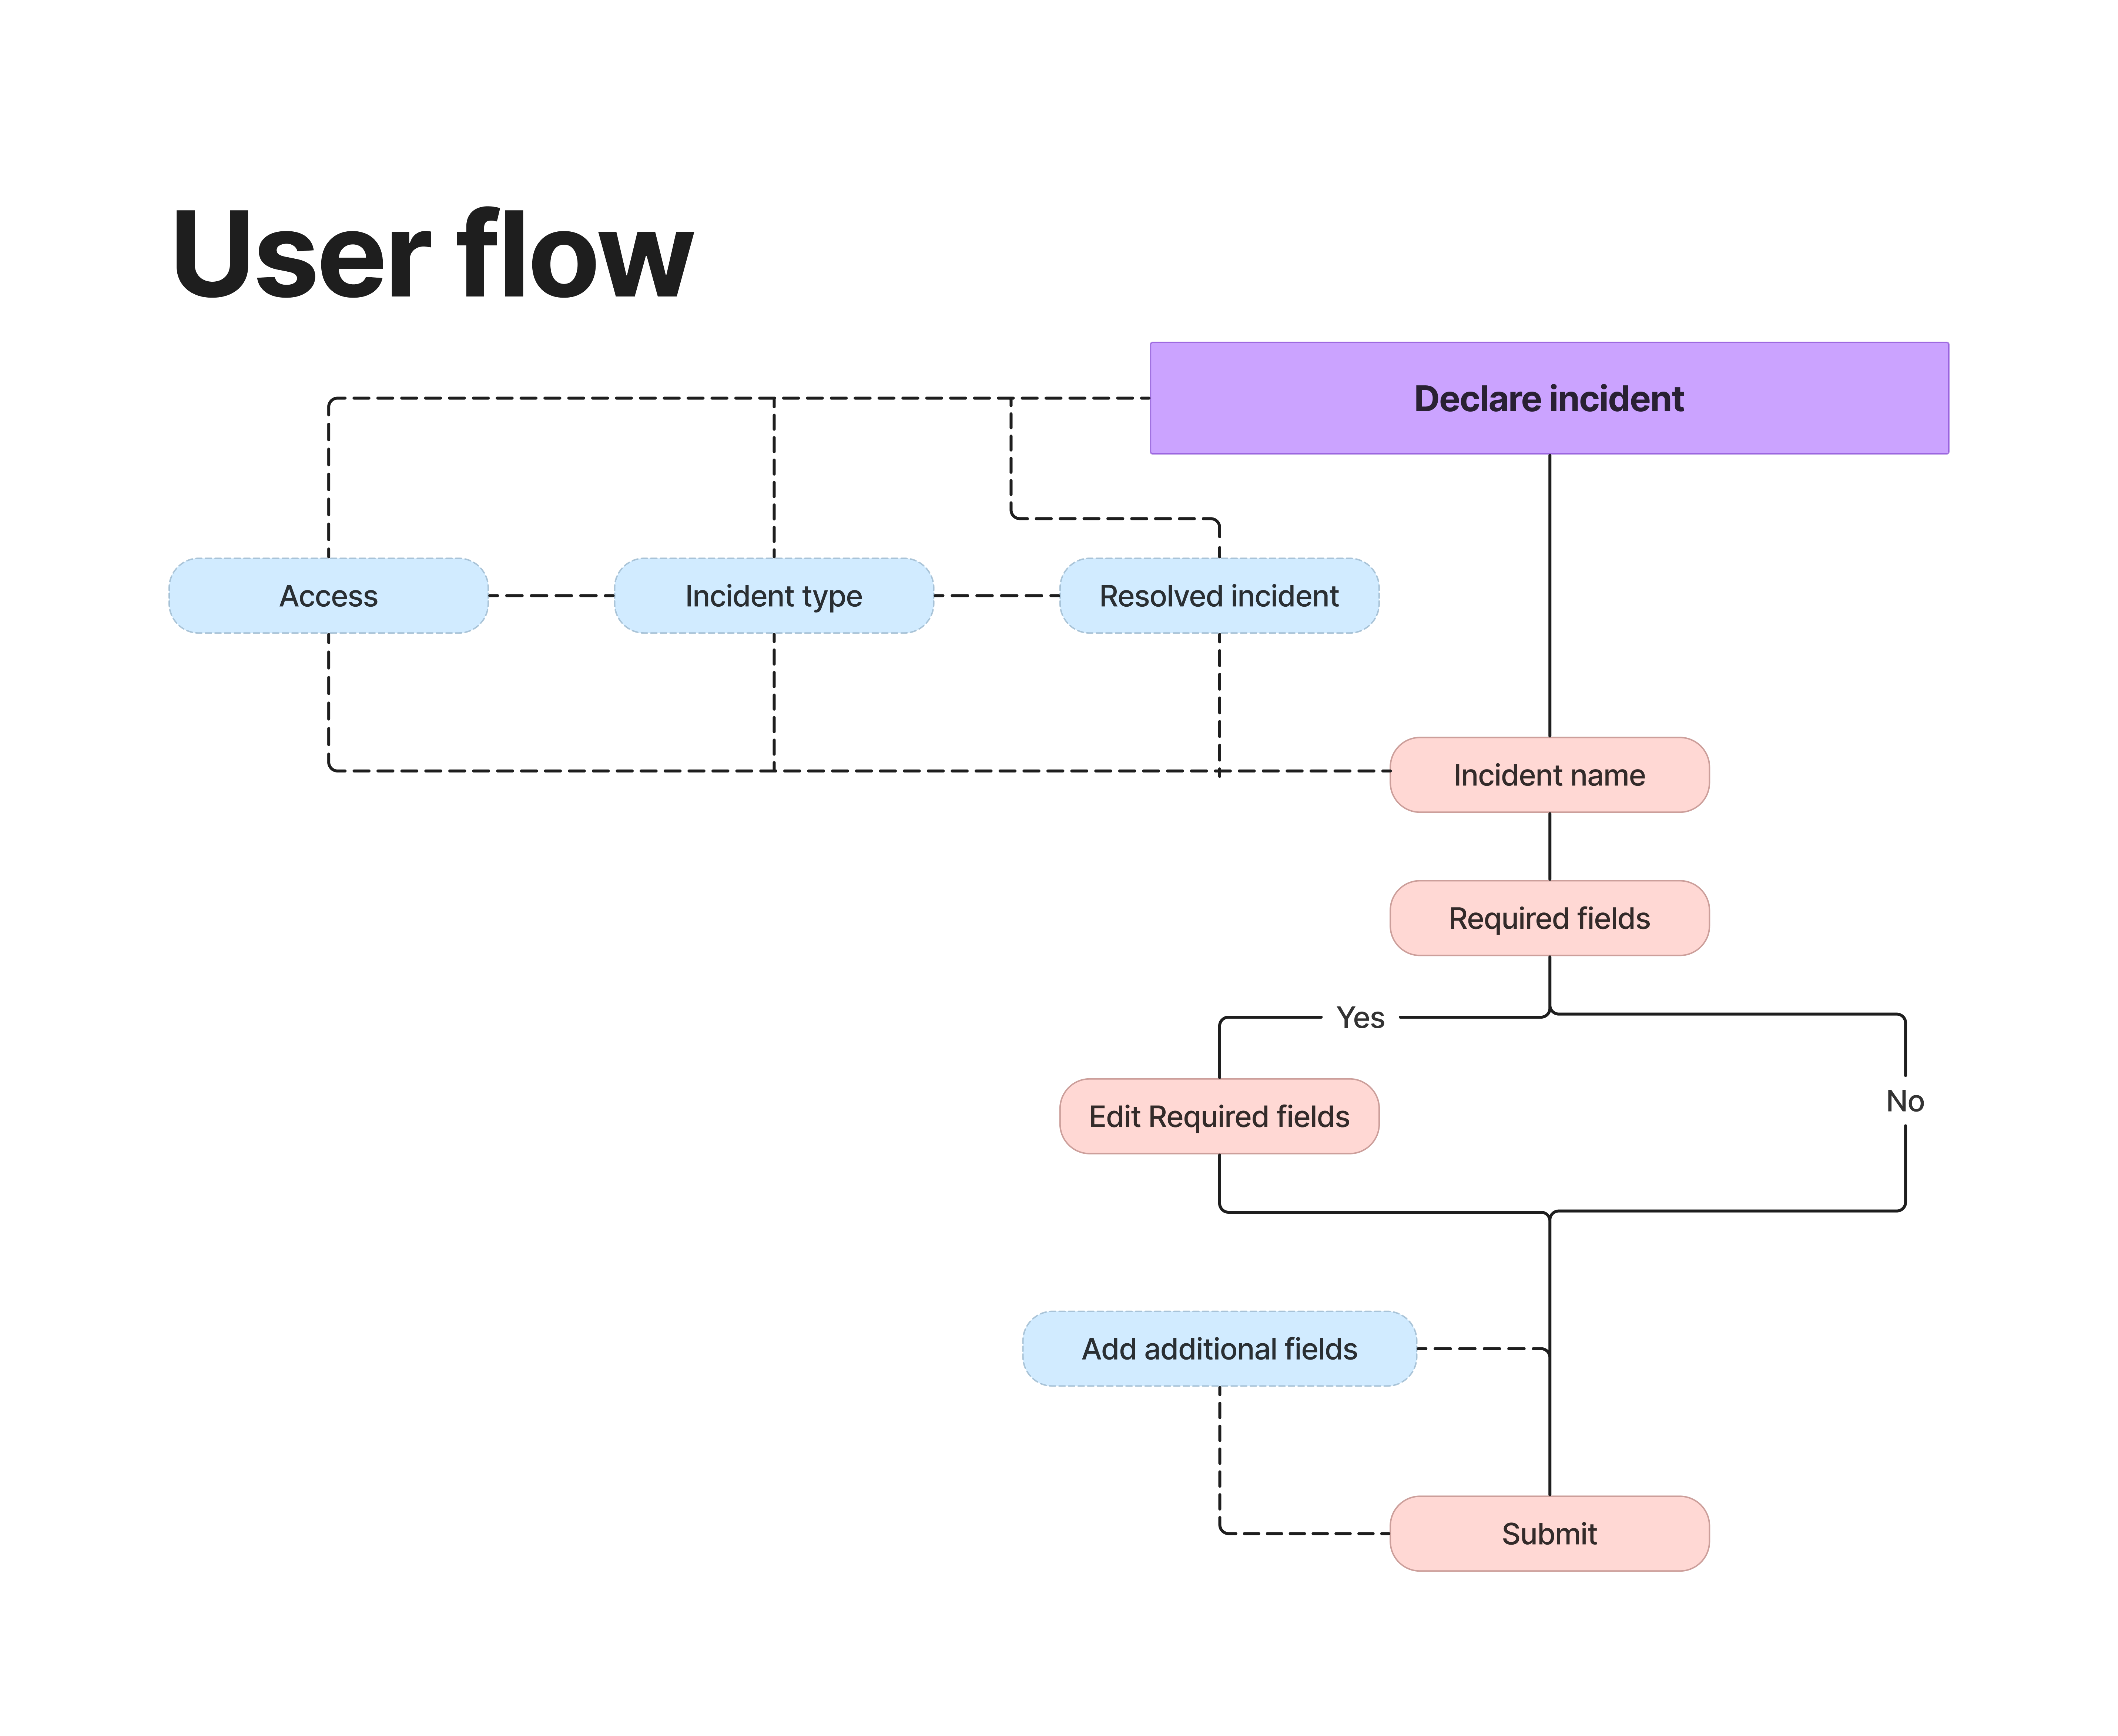 User flow
Declare incident
Access
Incident type
Resolved incident
Incident name
Required fields
Yes
No
Edit Required fields
Add additional fields
Submit